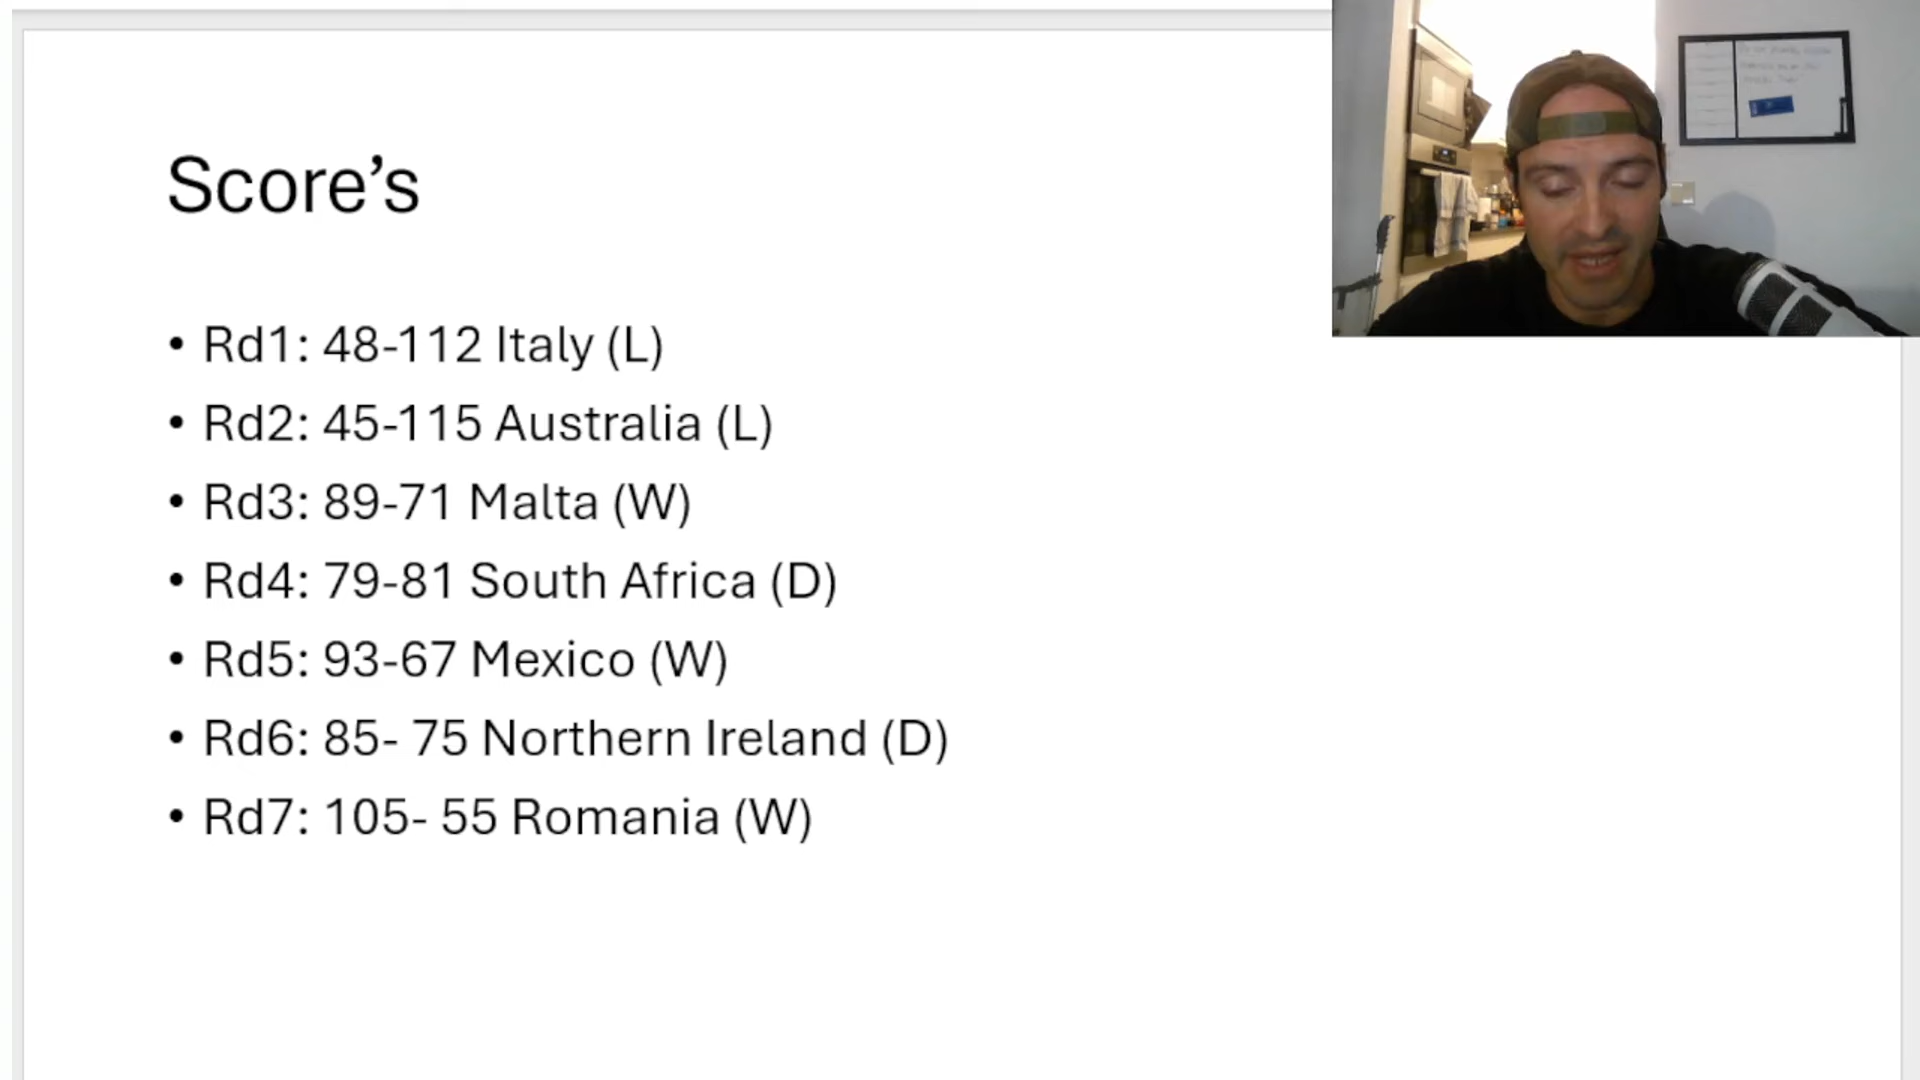 Score’s
• Rd1: 48-112 Italy (L)
• Rd2: 45-115 Australia (L)
• Rd3: 89-71 Malta (W)
• Rd4: 79-81 South Africa (D)
• Rd5: 93-67 Mexico (W)
• Rd6: 85- 75 Northern Ireland (D)
• Rd7: 105- 55 Romania (W)